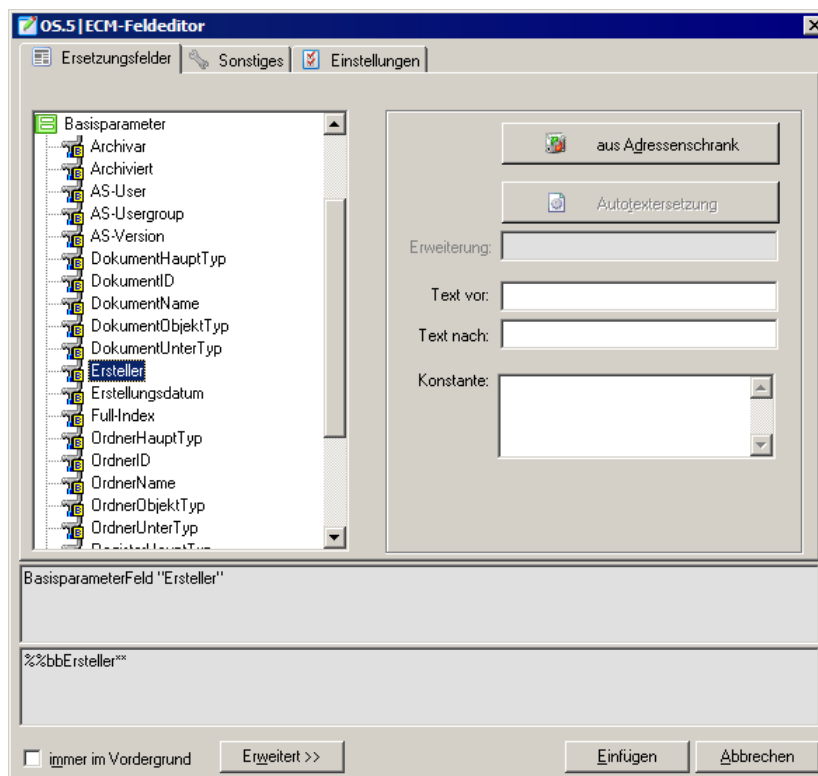 OS.5|ECM-Feldeditor
Ersetzungsfelder
Sonstiges
Einstellungen
Basisparameter
Archivar
Archiviert
AS-User
AS-Usergroup
AS-Version
DokumentHauptTyp
DokumentID
DokumentName
DokumentObjektTyp
DokumentUnterTyp
Ersteller
Erstellungsdatum
Full-Index
OrdnerHauptTyp
OrdnerID
OrdnerName
OrdnerObjektTyp
OrdnerUnterTyp
RegisterHauptTyp
aus Adressenschrank
Autotextersetzung
Erweiterung:
Text vor:
Text nach:
Konstante:
BasisparameterFeld "Ersteller"
%%bbErsteller**
immer im Vordergrund
Erweitert >>
Einfügen
Abbrechen